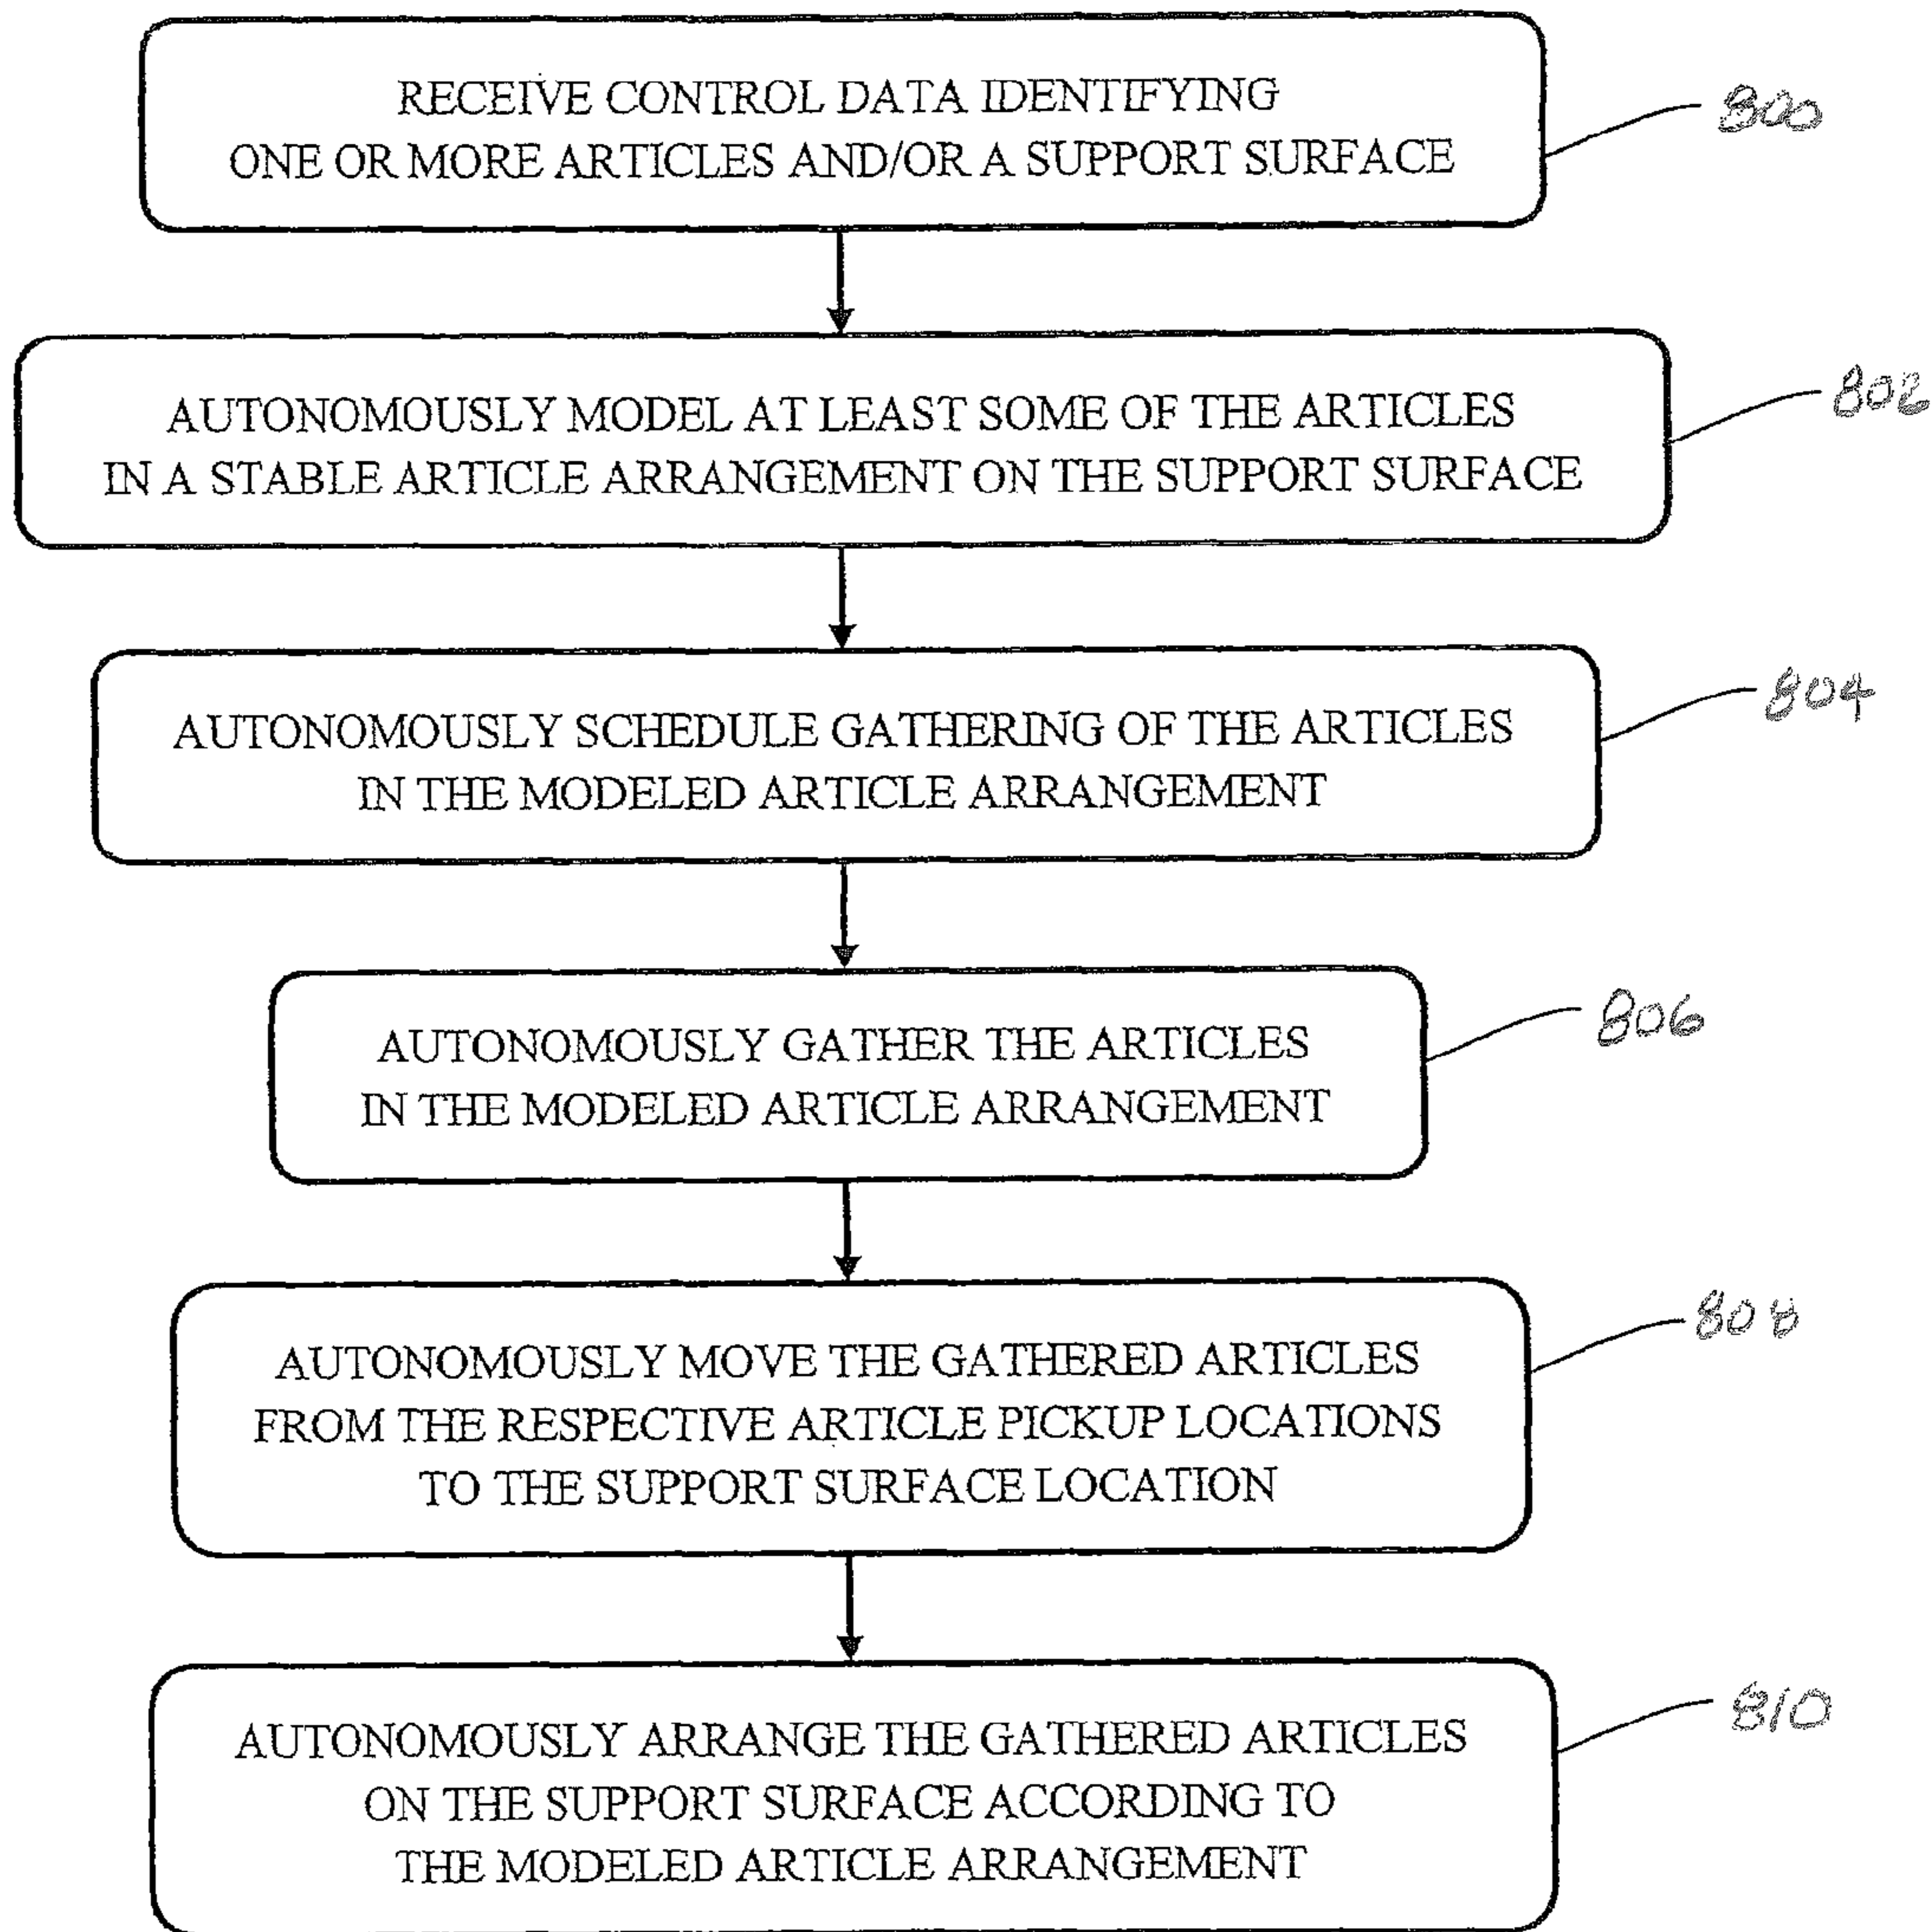 RECEIVE CONTROL DATA IDENTIFYING
ONE OR MORE ARTICLES AND/OR A SUPPORT SURFACE
800
AUTONOMOUSLY MODEL AT LEAST SOME OF THE ARTICLES
IN A STABLE ARTICLE ARRANGEMENT ON THE SUPPORT SURFACE
802
AUTONOMOUSLY SCHEDULE GATHERING OF THE ARTICLES
IN THE MODELED ARTICLE ARRANGEMENT
804
AUTONOMOUSLY GATHER THE ARTICLES
IN THE MODELED ARTICLE ARRANGEMENT
806
AUTONOMOUSLY MOVE THE GATHERED ARTICLES
FROM THE RESPECTIVE ARTICLE PICKUP LOCATIONS
TO THE SUPPORT SURFACE LOCATION
808
AUTONOMOUSLY ARRANGE THE GATHERED ARTICLES
ON THE SUPPORT SURFACE ACCORDING TO
THE MODELED ARTICLE ARRANGEMENT
810